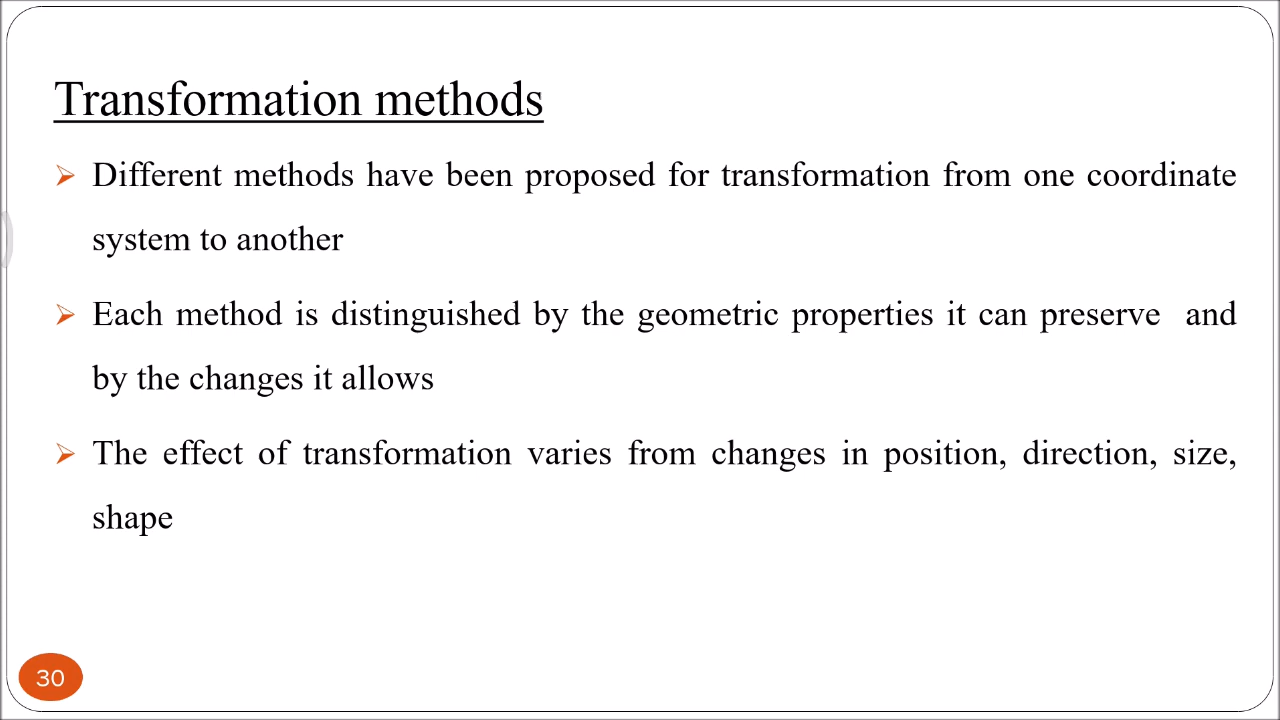 Transformation methods
Different methods have been proposed for transformation from one coordinate
system to another
Each method is distinguished by the geometric properties it can preserve and
by the changes it allows
The effect of transformation varies from changes in position, direction, size,
shape
30